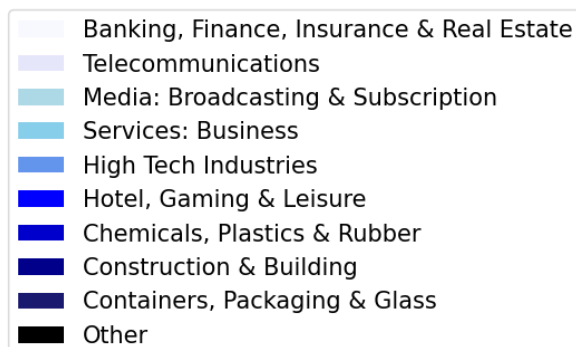 Banking, Finance, Insurance & Real Estate
Telecommunications
Media: Broadcasting & Subscription
Services: Business
High Tech Industries
Hotel, Gaming & Leisure
Chemicals, Plastics & Rubber
Construction & Building
Containers, Packaging & Glass
Other